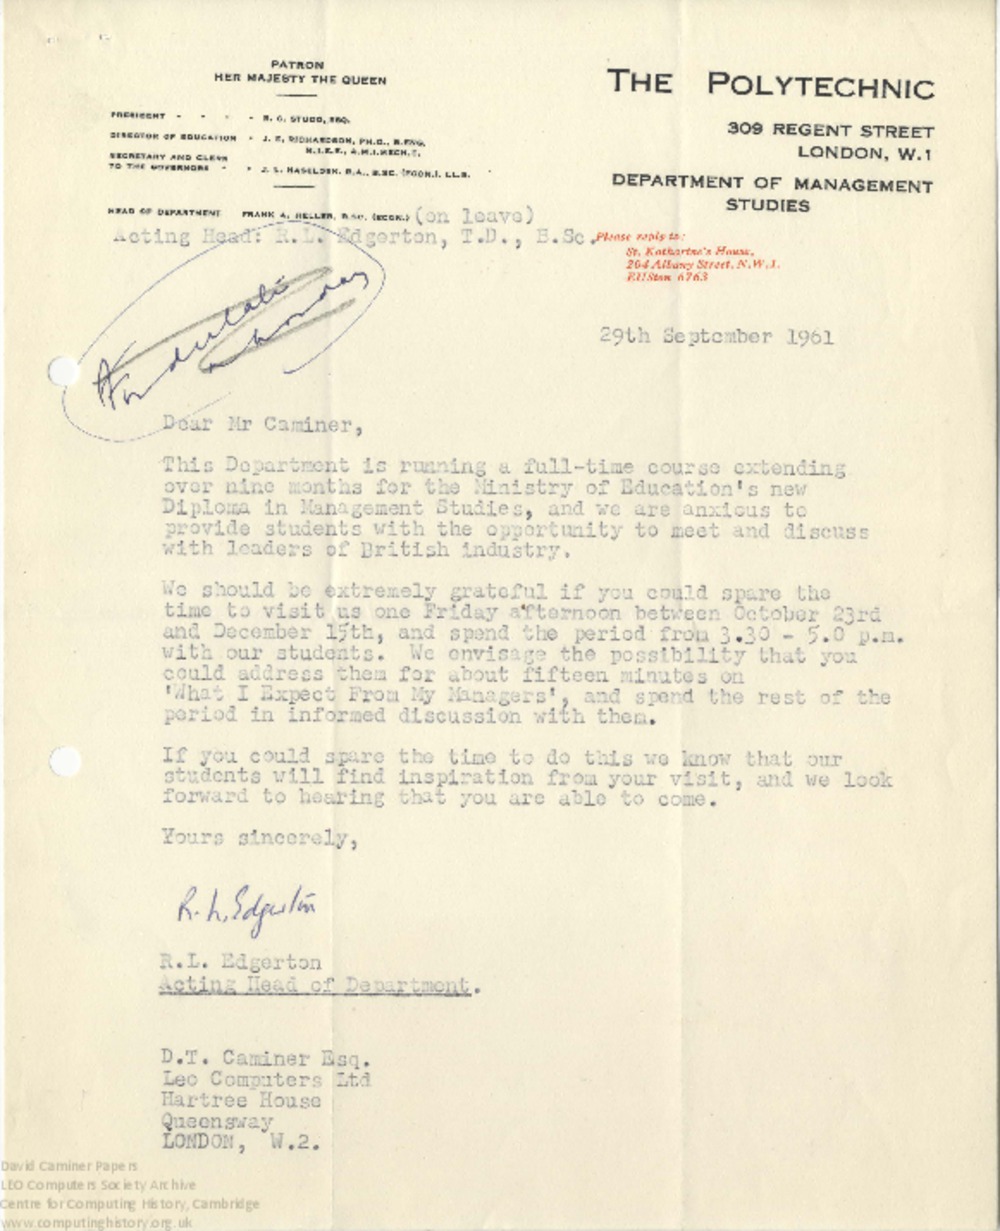 PATRON
HER MAJESTY THE QUEEN
PRESIDENT - - - - B. G. STUDD, ESQ.
DIRECTOR OF EDUCATION - J. E. RICHARDSON, PH.D., B.ENG.
M.I.E.E., A.M.I.MECH.E.
SECRETARY AND CLERK
TO THE GOVERNORS - - J. S. HASELDEN, B.A., B.SC. (ECON.), LL.B.
HEAD OF DEPARTMENT FRANK A. HELLER, B.SC. (ECON.) (on leave)
Acting Head: R.L. Edgerton, T.D., B.Sc.
THE POLYTECHNIC
309 REGENT STREET
LONDON, W.1
DEPARTMENT OF MANAGEMENT
STUDIES
Please reply to:
St. Katharine's House,
204 Albany Street, N.W.1.
EUSton 6763
29th September 1961
Monday
Dear Mr Caminer,
This Department is running a full-time course extending
over nine months for the Ministry of Education's new
Diploma in Management Studies, and we are anxious to
provide students with the opportunity to meet and discuss
with leaders of British industry.
We should be extremely grateful if you could spare the
time to visit us one Friday afternoon between October 23rd
and December 15th, and spend the period from 3.30 - 5.0 p.m.
with our students. We envisage the possibility that you
could address them for about fifteen minutes on
'What I Expect From My Managers', and spend the rest of the
period in informed discussion with them.
If you could spare the time to do this we know that our
students will find inspiration from your visit, and we look
forward to hearing that you are able to come.
Yours sincerely,
R. L. Edgerton
R.L. Edgerton
Acting Head of Department.
D.T. Caminer Esq.
Leo Computers Ltd
Hartree House
Queensway
LONDON, W.2.
David Caminer Papers
LEO Computers Society Archive
Centre for Computing History, Cambridge
www.computinghistory.org.uk